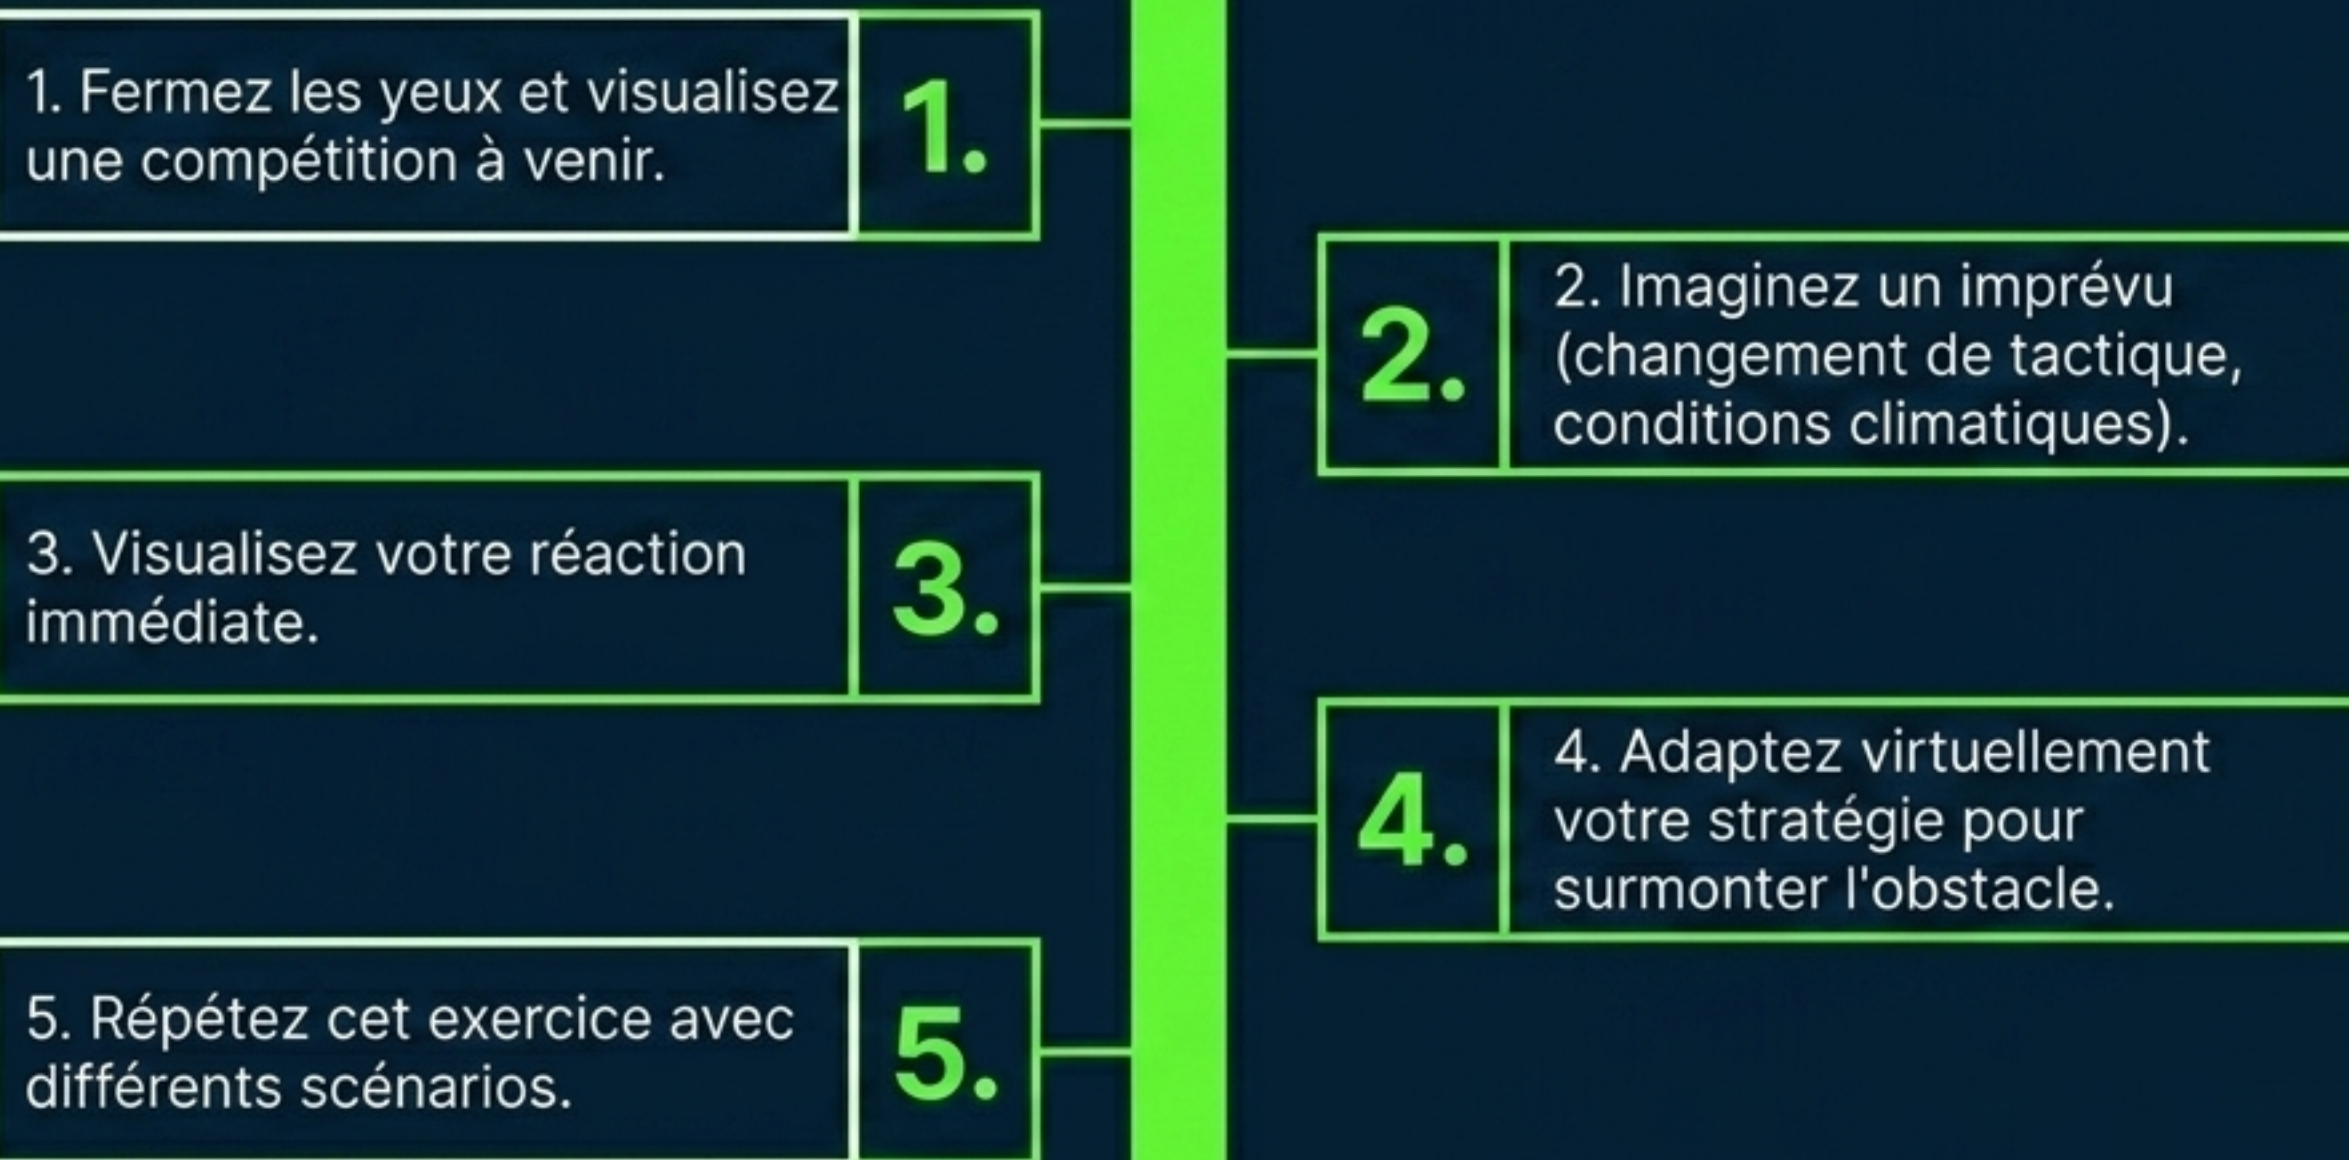 1. Fermez les yeux et visualisez
une compétition à venir.
1.
2.
2. Imaginez un imprévu
(changement de tactique,
conditions climatiques).
3. Visualisez votre réaction
immédiate.
3.
4.
4. Adaptez virtuellement
votre stratégie pour
surmonter l'obstacle.
5. Répétez cet exercice avec
différents scénarios.
5.